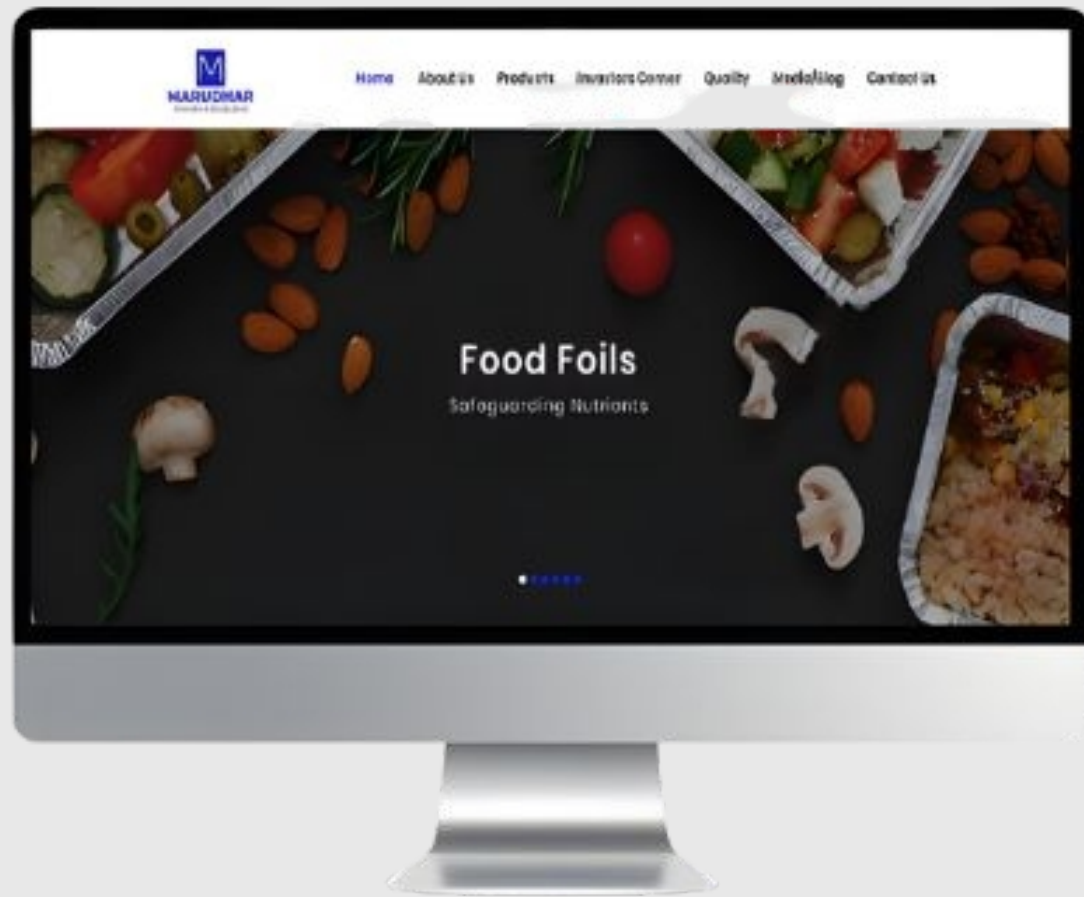 M
MARUDHAR
Home About Us Products Investors Corner Quality Media/Blog Contact Us
Food Foils
Safeguarding Nutrients